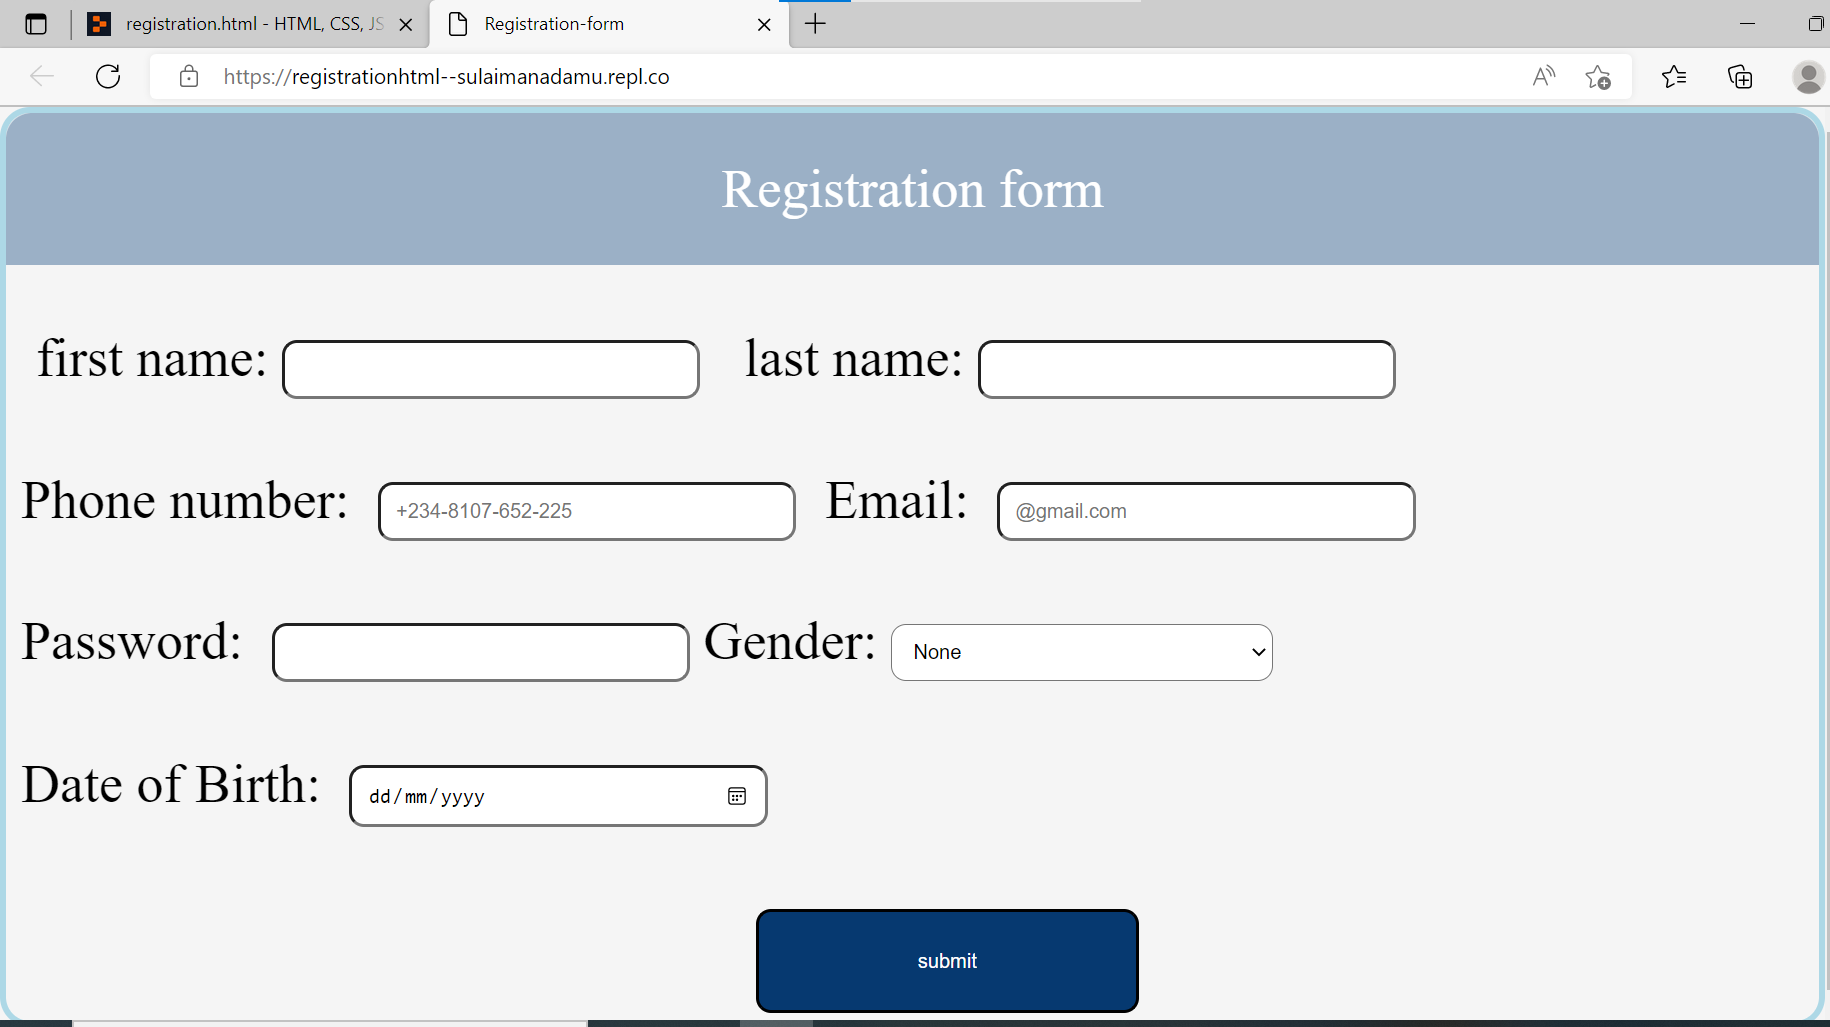 registration.html - HTML, CSS, JS
Registration-form
https://registrationhtml--sulaimanadamu.repl.co
Registration form
first name: last name:
Phone number: +234-8107-652-225 Email: @gmail.com
Password: Gender: None
Date of Birth: dd/mm/yyyy
submit